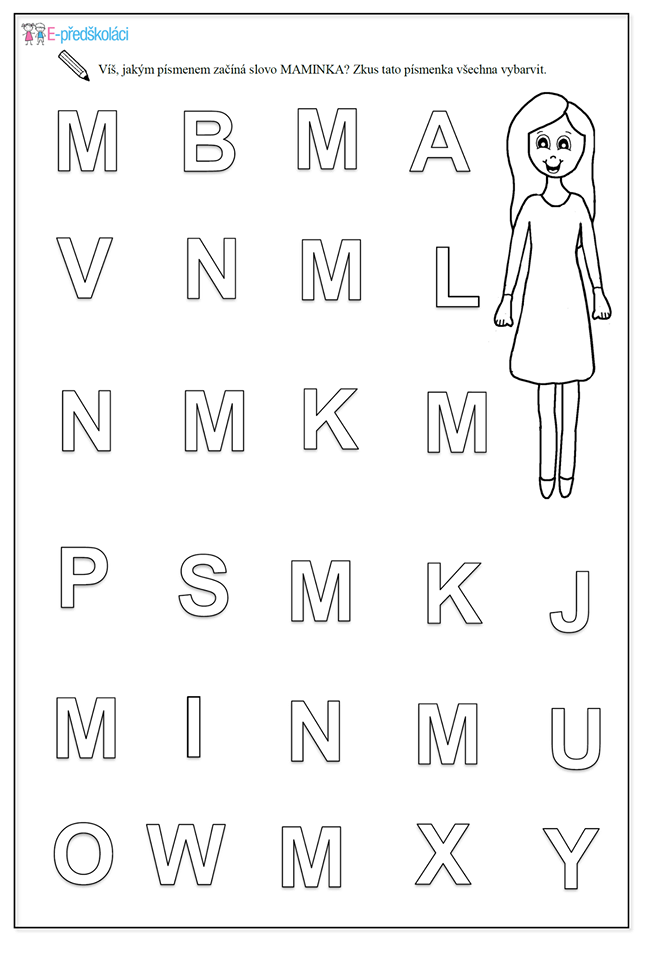 E-předškoláci
Víš, jakým písmenem začíná slovo MAMINKA? Zkus tato písmenka všechna vybarvit.
M B M A
V N M L
N M K M
P S M K J
M I N M U
O W M X Y